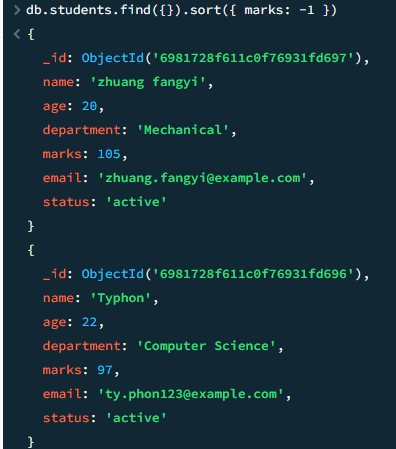 > db.students.find({}).sort({ marks: -1 })
< {
_id: ObjectId('6981728f611c0f76931fd697'),
name: 'zhuang fangyi',
age: 20,
department: 'Mechanical',
marks: 105,
email: 'zhuang.fangyi@example.com',
status: 'active'
}
{
_id: ObjectId('6981728f611c0f76931fd696'),
name: 'Typhon',
age: 22,
department: 'Computer Science',
marks: 97,
email: 'ty.phon123@example.com',
status: 'active'
}